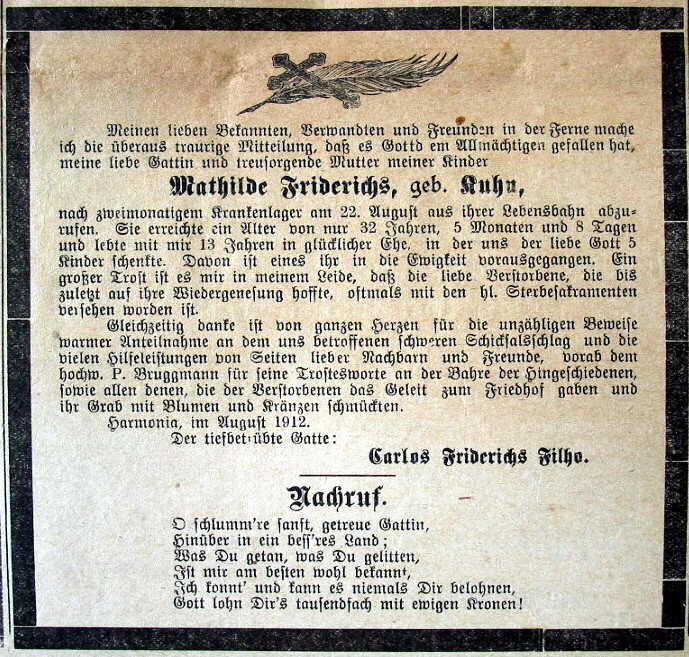 Meinen lieben Bekannten, Verwandten und Freunden in der Ferne mache
ich die überaus traurige Mitteilung, daß es Gottd em Allmächtigen gefallen hat,
meine liebe Gattin und treusorgende Mutter meiner Kinder
Mathilde Friderichs, geb. Kuhn,
nach zweimonatigem Krankenlager am 22. August aus ihrer Lebensbahn abzu-
rufen. Sie erreichte ein Alter von nur 32 Jahren, 5 Monaten und 8 Tagen
und lebte mit mir 13 Jahren in glücklicher Ehe, in der uns der liebe Gott 5
Kinder schenkte. Davon ist eines ihr in die Ewigkeit vorausgegangen. Ein
großer Trost ist es mir in meinem Leide, daß die liebe Verstorbene, die bis
zuletzt auf ihre Wiedergenesung hoffte, oftmals mit den hl. Sterbesakramenten
versehen worden ist.
Gleichzeitig danke ist von ganzen Herzen für die unzähligen Beweise
warmer Anteilnahme an dem uns betroffenen schweren Schicksalsschlag und die
vielen Hilfeleistungen von Seiten lieber Nachbarn und Freunde, vorab dem
hochw. P. Bruggmann für seine Trostesworte an der Bahre der Hingeschiedenen,
sowie allen denen, die der Verstorbenen das Geleit zum Friedhof gaben und
ihr Grab mit Blumen und Kränzen schmückten.
Harmonia, im August 1912.
Der tiefbetrübte Gatte:
Carlos Friderichs Filho.
Nachruf.
O schlumm're sanft, getreue Gattin,
Hinüber in ein bess'res Land;
Was Du getan, was Du gelitten,
Ist mir am besten wohl bekannt,
Ich konnt' und kann es niemals Dir belohnen,
Gott lohn Dir's tausendfach mit ewigen Kronen!